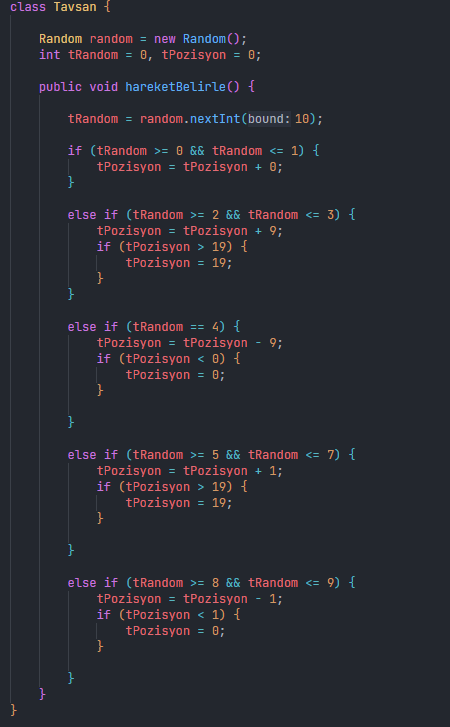 class Tavsan {
Random random = new Random();
int tRandom = 0, tPozisyon = 0;
public void hareketBelirle() {
tRandom = random.nextInt(bound: 10);
if (tRandom >= 0 && tRandom <= 1) {
tPozisyon = tPozisyon + 0;
}
else if (tRandom >= 2 && tRandom <= 3) {
tPozisyon = tPozisyon + 9;
if (tPozisyon > 19) {
tPozisyon = 19;
}
}
else if (tRandom == 4) {
tPozisyon = tPozisyon - 9;
if (tPozisyon < 0) {
tPozisyon = 0;
}
}
else if (tRandom >= 5 && tRandom <= 7) {
tPozisyon = tPozisyon + 1;
if (tPozisyon > 19) {
tPozisyon = 19;
}
}
else if (tRandom >= 8 && tRandom <= 9) {
tPozisyon = tPozisyon - 1;
if (tPozisyon < 1) {
tPozisyon = 0;
}
}
}
}